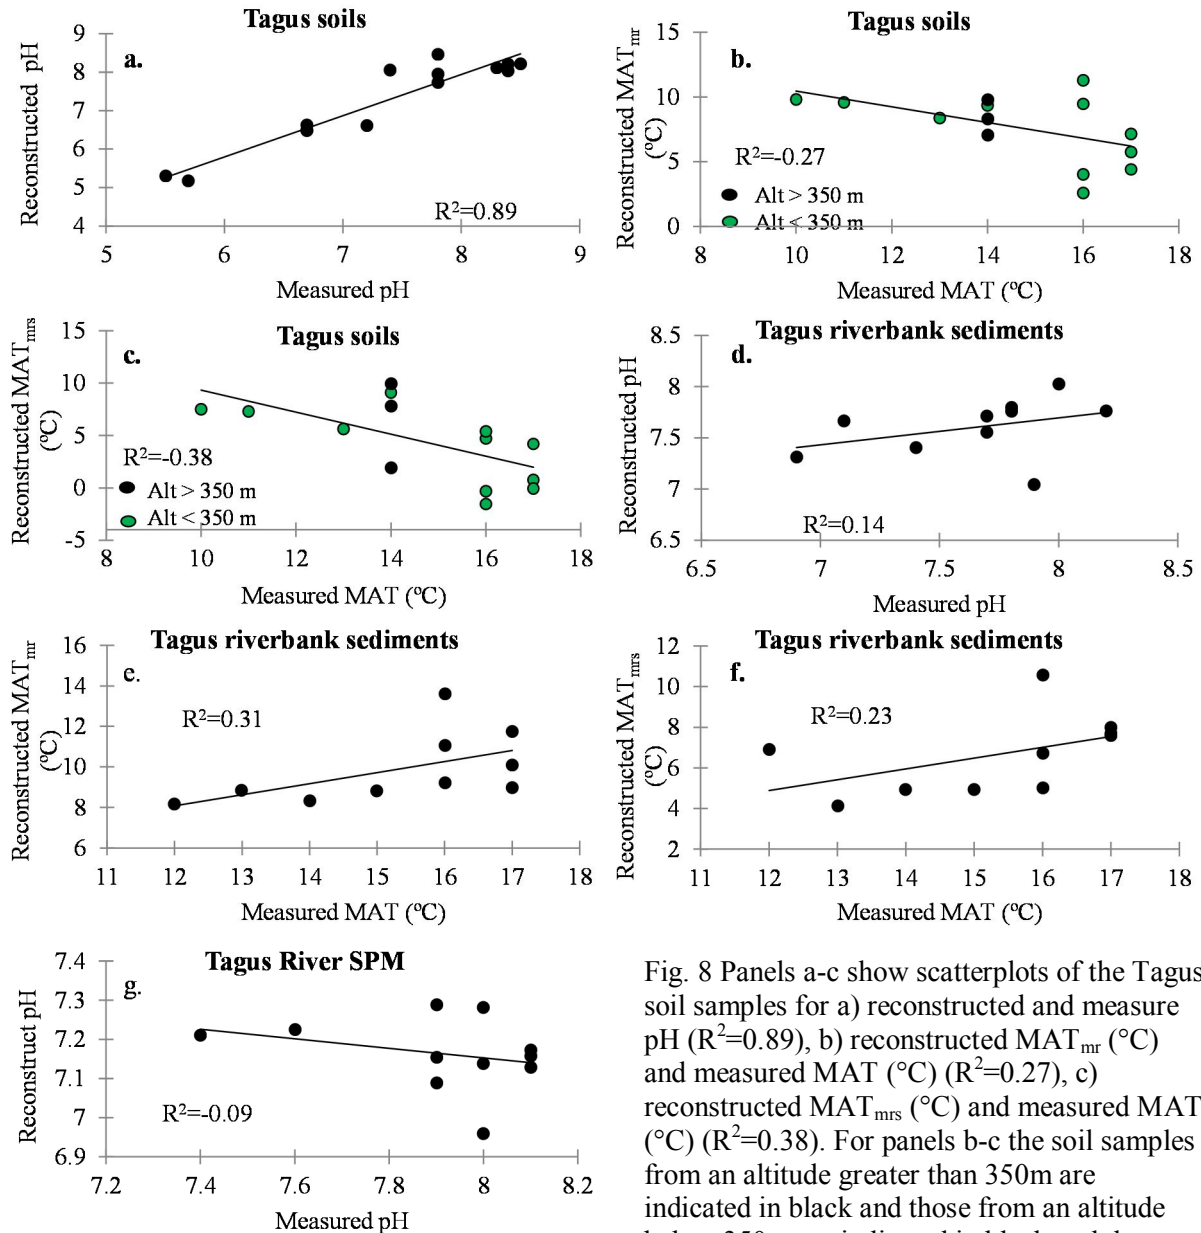 Tagus soils
a.
Reconstructed pH
9
8
7
6
5
4
R²=0.89
5 6 7 8 9
Measured pH
Tagus soils
b.
Reconstructed MATmr
(°C)
15
10
5
0
R²=-0.27
Alt > 350 m
Alt < 350 m
8 10 12 14 16 18
Measured MAT (°C)
Tagus soils
c.
Reconstructed MATmrs
(°C)
15
10
5
0
-5
R²=-0.38
Alt > 350 m
Alt < 350 m
8 10 12 14 16 18
Measured MAT (°C)
Tagus riverbank sediments
d.
Reconstructed pH
8.5
8
7.5
7
6.5
R²=0.14
6.5 7 7.5 8 8.5
Measured pH
Tagus riverbank sediments
e.
Reconstructed MATmr
(°C)
16
14
12
10
8
6
R²=0.31
11 12 13 14 15 16 17 18
Measured MAT (°C)
Tagus riverbank sediments
f.
Reconstructed MATmrs
(°C)
12
10
8
6
4
2
R²=0.23
11 12 13 14 15 16 17 18
Measured MAT (°C)
Tagus River SPM
g.
Reconstruct pH
7.4
7.3
7.2
7.1
7
6.9
R²=-0.09
7.2 7.4 7.6 7.8 8 8.2
Measured pH
Fig. 8 Panels a-c show scatterplots of the Tagus
soil samples for a) reconstructed and measure
pH (R²=0.89), b) reconstructed MATmr (°C)
and measured MAT (°C) (R²=0.27), c)
reconstructed MATmrs (°C) and measured MAT
(°C) (R²=0.38). For panels b-c the soil samples
from an altitude greater than 350m are
indicated in black and those from an altitude